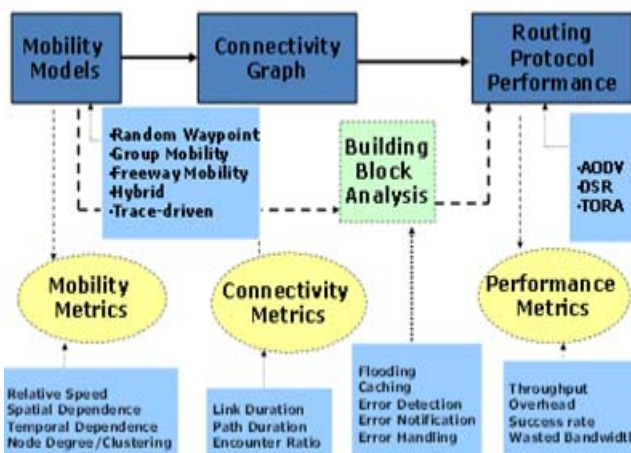 Mobility
Models
Connectivity
Graph
Routing
Protocol
Performance
·Random Waypoint
·Group Mobility
·Freeway Mobility
·Hybrid
·Trace-driven
Building
Block
Analysis
·AODV
·DSR
·TORA
Mobility
Metrics
Connectivity
Metrics
Performance
Metrics
Relative Speed
Spatial Dependence
Temporal Dependence
Node Degree/Clustering
Link Duration
Path Duration
Encounter Ratio
Flooding
Caching
Error Detection
Error Notification
Error Handling
Throughput
Overhead
Success rate
Wasted Bandwidth